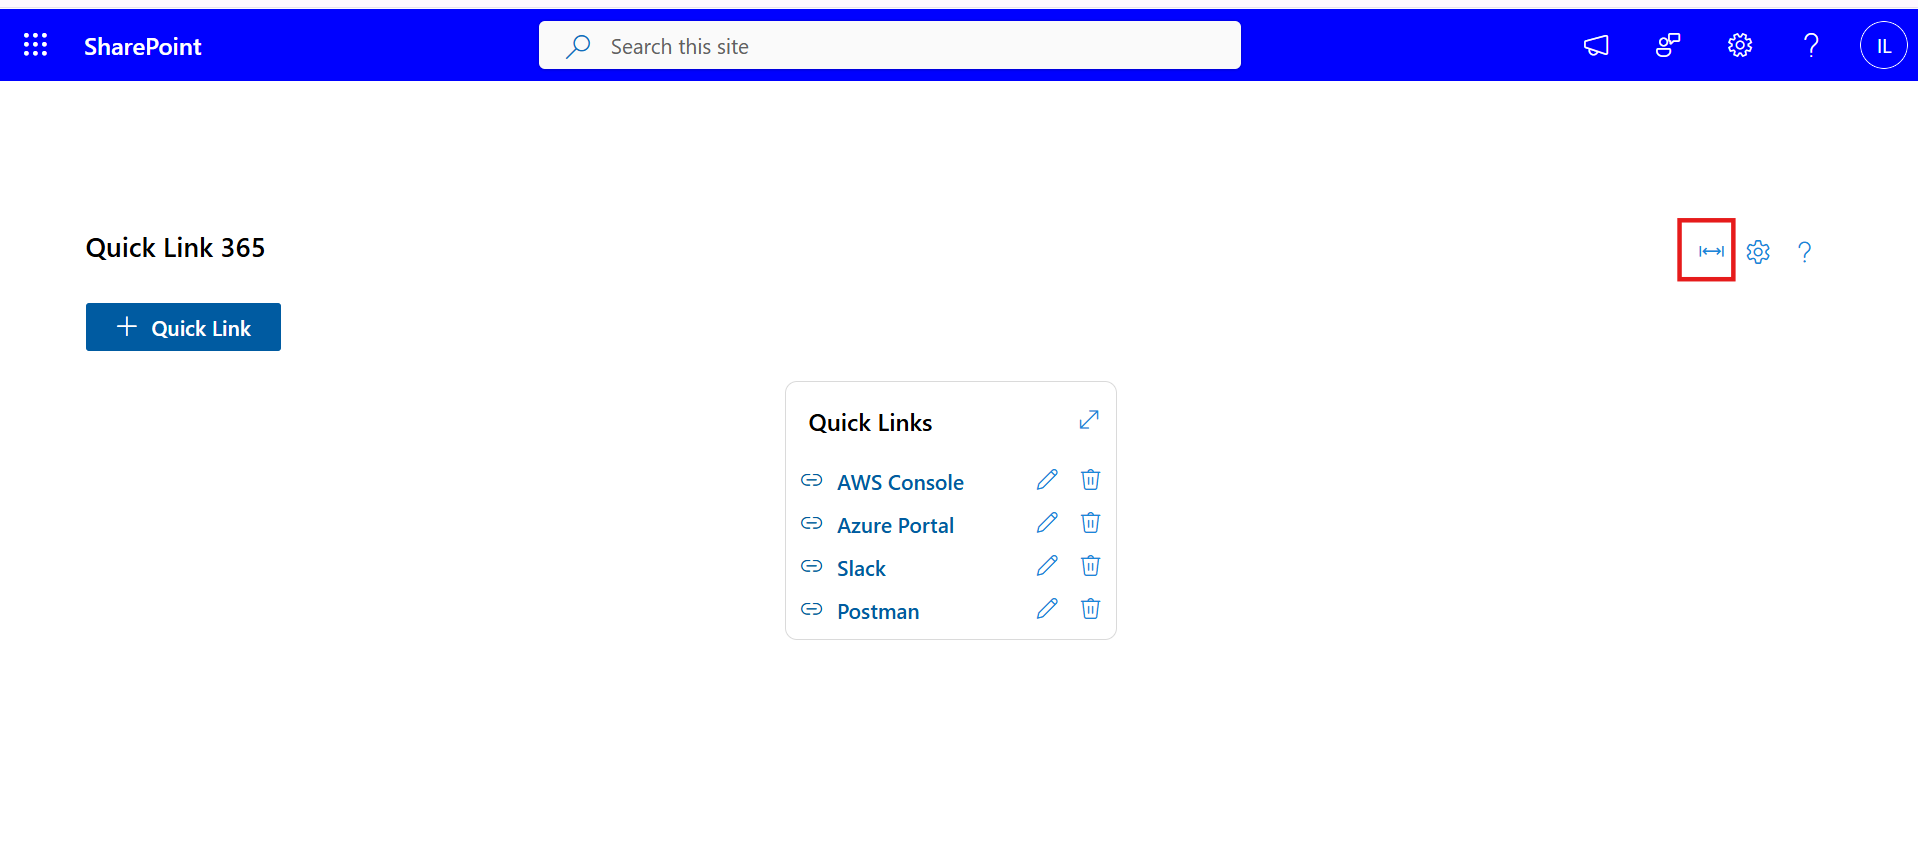 SharePoint
Search this site
IL
Quick Link 365
Quick Link
Quick Links
AWS Console
Azure Portal
Slack
Postman